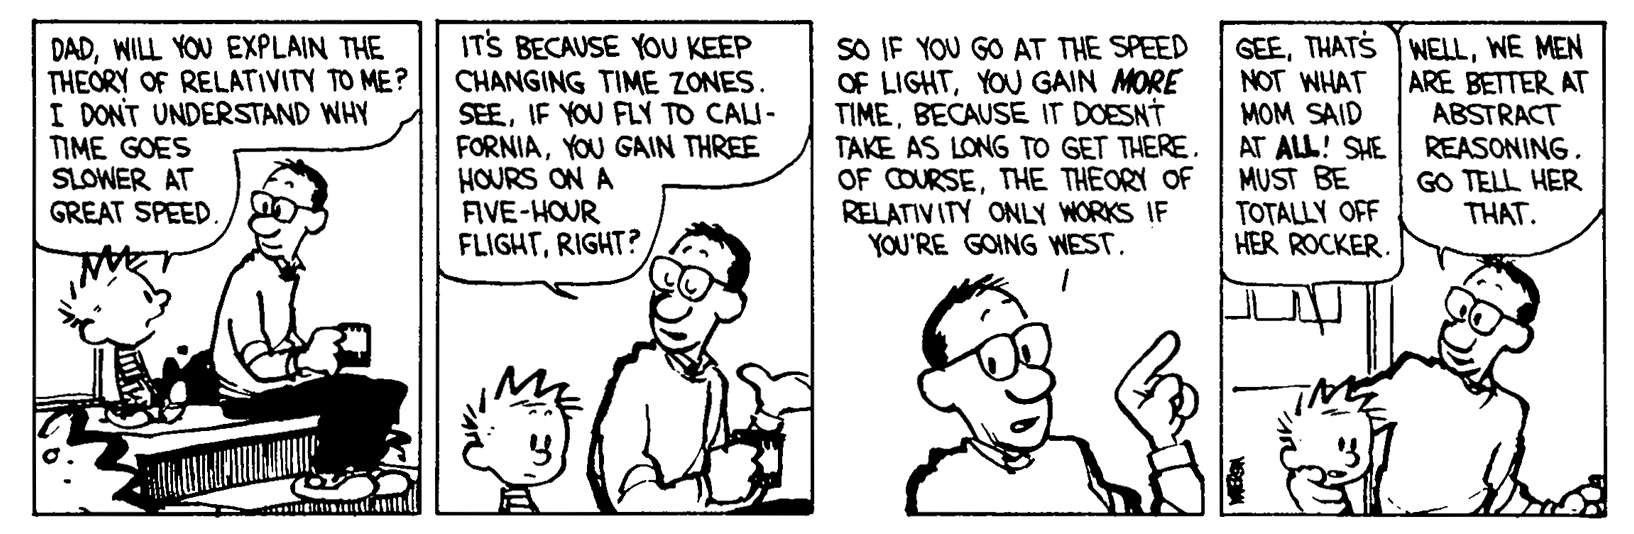 DAD, WILL YOU EXPLAIN THE
THEORY OF RELATIVITY TO ME?
I DON'T UNDERSTAND WHY
TIME GOES
SLOWER AT
GREAT SPEED.
IT'S BECAUSE YOU KEEP
CHANGING TIME ZONES.
SEE, IF YOU FLY TO CALI-
FORNIA, YOU GAIN THREE
HOURS ON A
FIVE-HOUR
FLIGHT, RIGHT?
SO IF YOU GO AT THE SPEED
OF LIGHT, YOU GAIN MORE
TIME, BECAUSE IT DOESN'T
TAKE AS LONG TO GET THERE.
OF COURSE, THE THEORY OF
RELATIVITY ONLY WORKS IF
YOU'RE GOING WEST.
GEE, THAT'S
NOT WHAT
MOM SAID
AT ALL! SHE
MUST BE
TOTALLY OFF
HER ROCKER.
WELL, WE MEN
ARE BETTER AT
ABSTRACT
REASONING.
GO TELL HER
THAT.